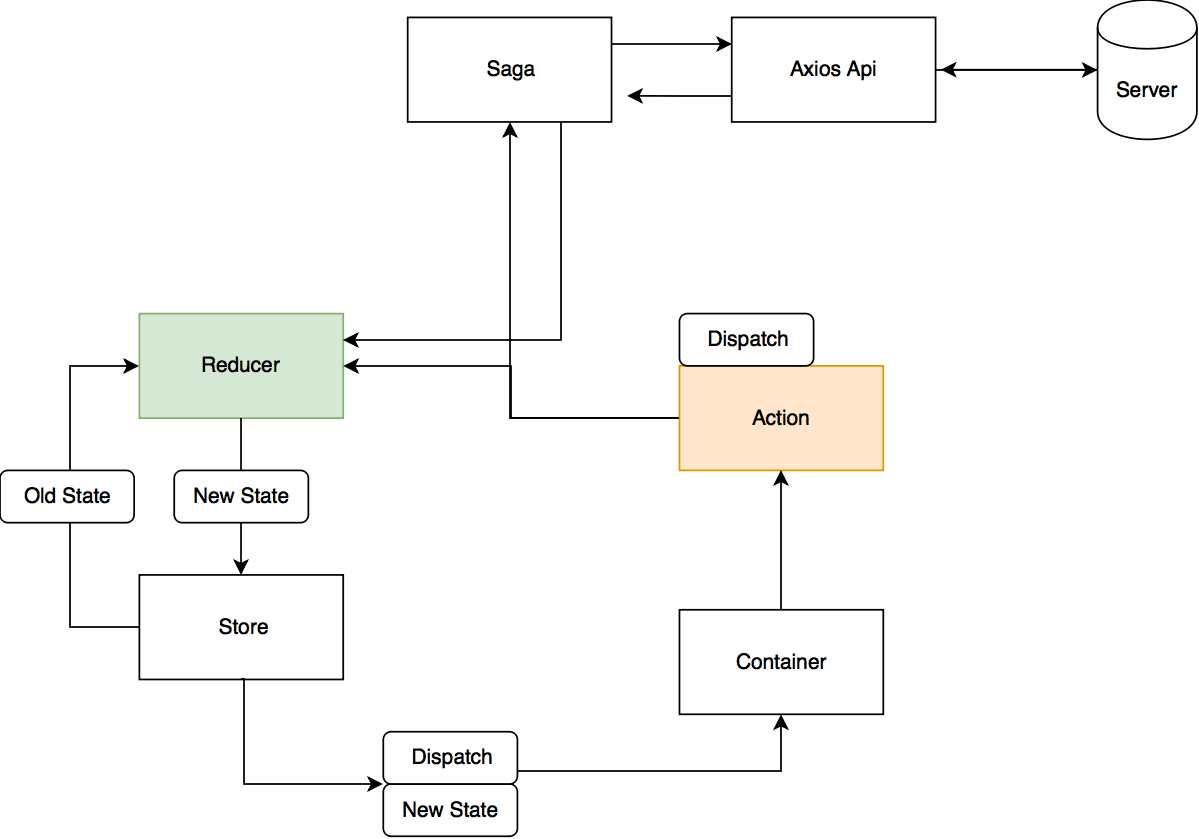 Saga
Axios Api
Server
Dispatch
Reducer
Action
Old State
New State
Store
Container
Dispatch
New State